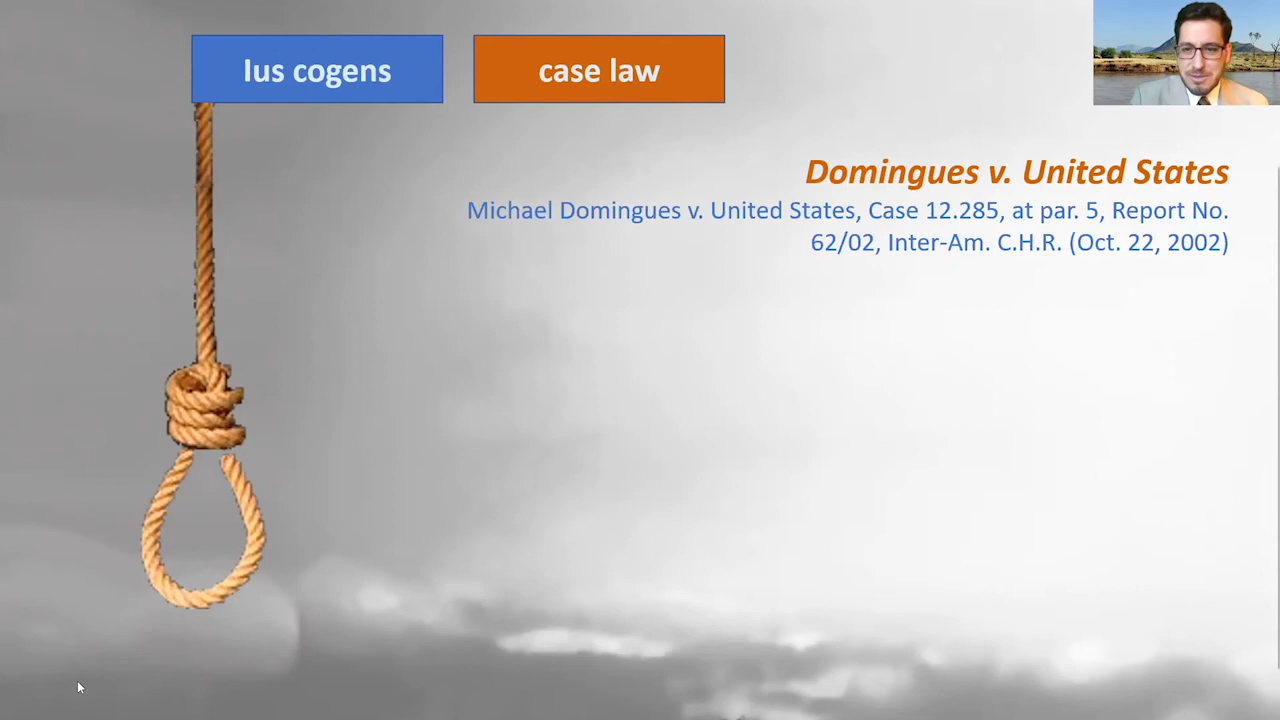 Ius cogens
case law
Domingues v. United States
Michael Domingues v. United States, Case 12.285, at par. 5, Report No.
62/02, Inter-Am. C.H.R. (Oct. 22, 2002)